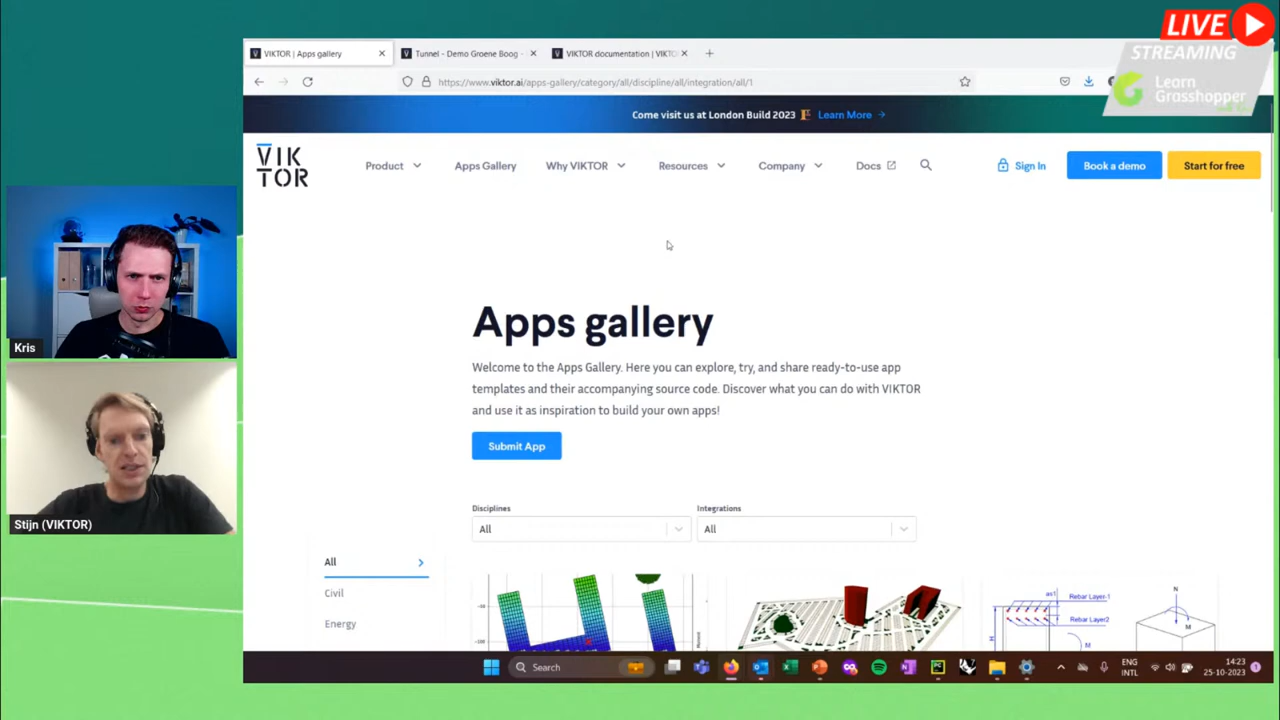 LIVE
STREAMING
Learn
Grasshopper
VIKTOR | Apps gallery
Tunnel - Demo Groene Boog -
VIKTOR documentation | VIKTO
https://www.viktor.ai/apps-gallery/category/all/discipline/all/integration/all/1
Come visit us at London Build 2023 Learn More
VIK
TOR
Product
Apps Gallery
Why VIKTOR
Resources
Company
Docs
Sign In
Book a demo
Start for free
Apps gallery
Welcome to the Apps Gallery. Here you can explore, try, and share ready-to-use app
templates and their accompanying source code. Discover what you can do with VIKTOR
and use it as inspiration to build your own apps!
Submit App
Disciplines
All
Integrations
All
All
Civil
Energy
as1
Rebar Layer-1
Rebar Layer2
H
M
N
M
Kris
Stijn (VIKTOR)
Search
ENG
INTL
14:23
25-10-2023